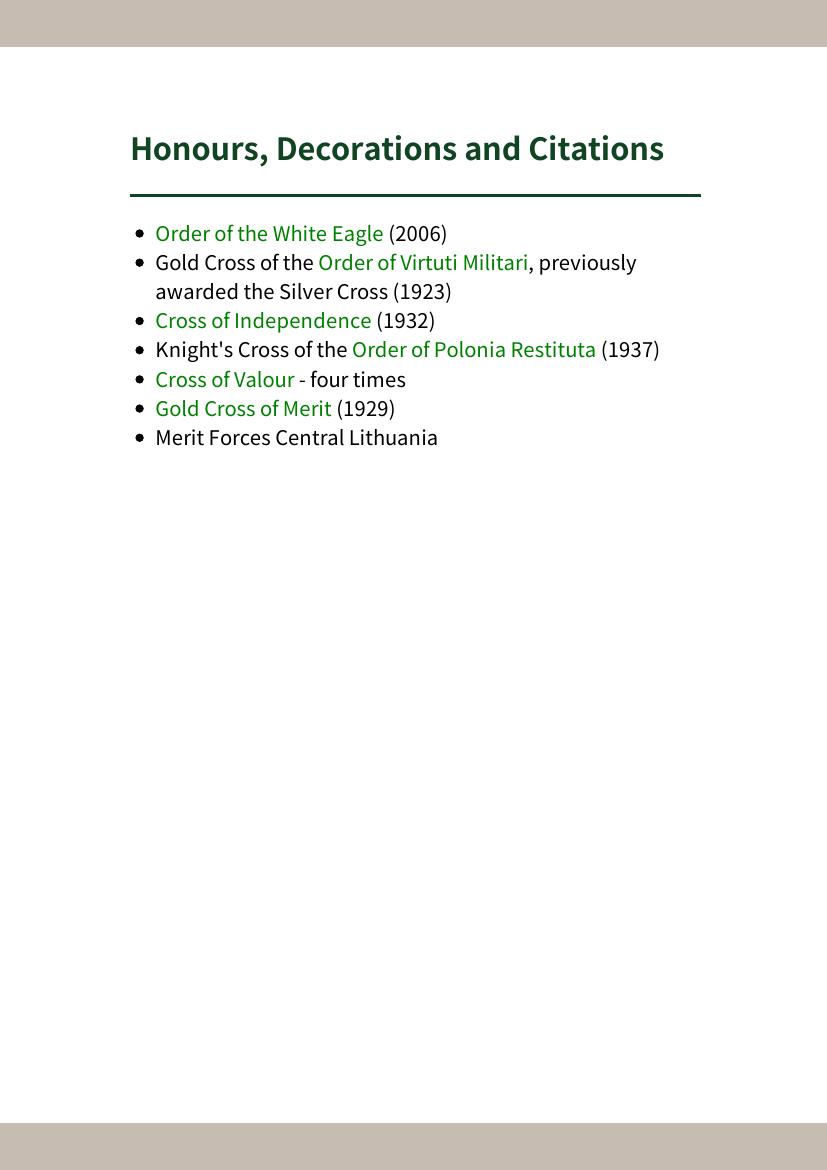 Honours, Decorations and Citations
• Order of the White Eagle (2006)
• Gold Cross of the Order of Virtuti Militari, previously
awarded the Silver Cross (1923)
• Cross of Independence (1932)
• Knight's Cross of the Order of Polonia Restituta (1937)
• Cross of Valour - four times
• Gold Cross of Merit (1929)
• Merit Forces Central Lithuania